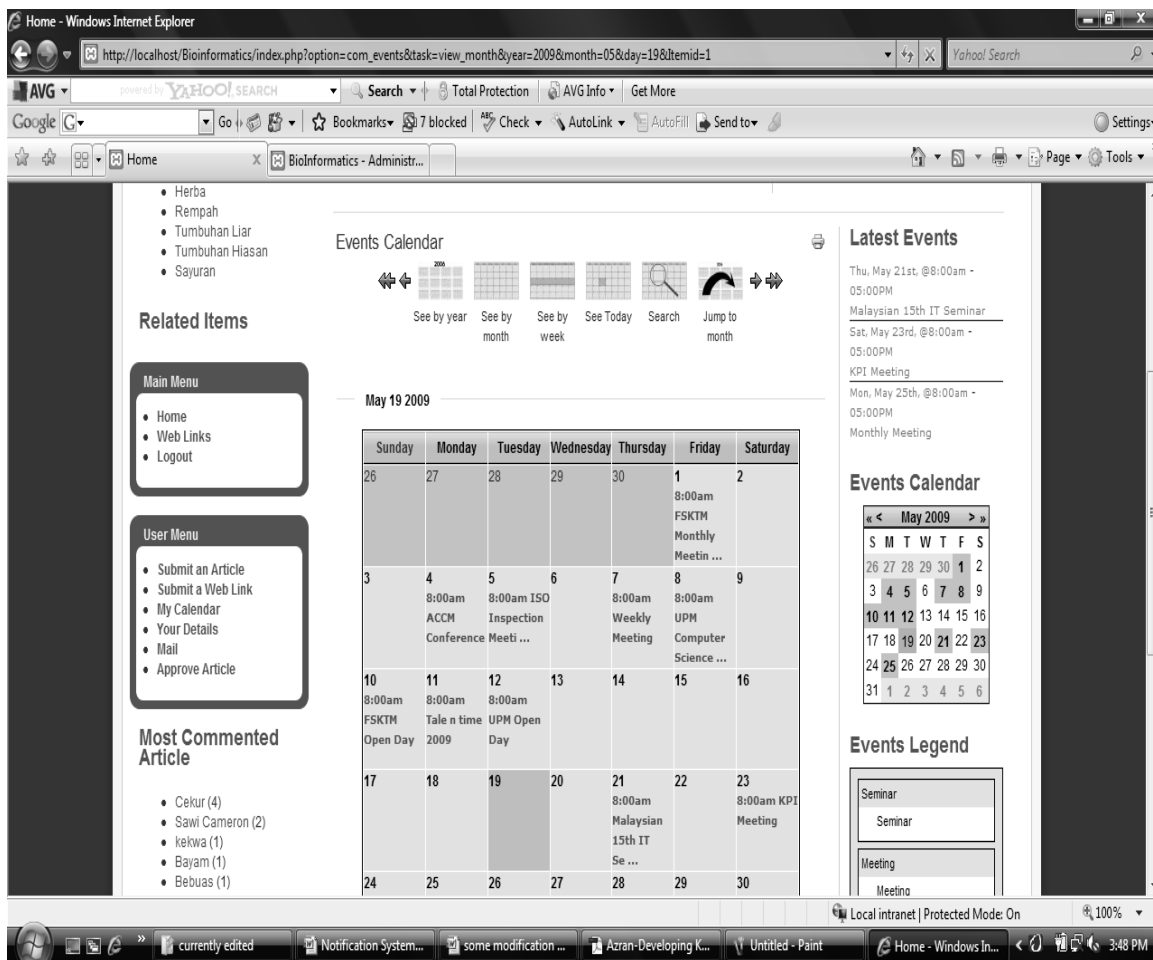 Home - Windows Internet Explorer
http://localhost/Bioinformatics/index.php?option=com_events&task=view_month&year=2009&month=05&day=19&Itemid=1
Yahoo! Search
AVG
powered by YAHOO! SEARCH
Search
Total Protection
AVG Info
Get More
Google
Go
Bookmarks
7 blocked
Check
AutoLink
AutoFill
Send to
Settings
Home
BioInformatics - Administr...
Page
Tools
Herba
Rempah
Tumbuhan Liar
Tumbuhan Hiasan
Sayuran
Related Items
Main Menu
Home
Web Links
Logout
User Menu
Submit an Article
Submit a Web Link
My Calendar
Your Details
Mail
Approve Article
Most Commented
Article
Cekur (4)
Sawi Cameron (2)
kekwa (1)
Bayam (1)
Bebuas (1)
Events Calendar
2006
See by year
See by
month
See by
week
See Today
Search
Jump to
month
May 19 2009
Sunday Monday Tuesday Wednesday Thursday Friday Saturday
26 27 28 29 30 1 2
8:00am
FSKTM
Monthly
Meetin ...
3 4 5 6 7 8 9
8:00am 8:00am ISO 8:00am 8:00am
ACCM Inspection Weekly UPM
Conference Meeti ... Meeting Computer
Science ...
10 11 12 13 14 15 16
8:00am 8:00am 8:00am
FSKTM Tale n time UPM Open
Open Day 2009 Day
17 18 19 20 21 22 23
8:00am 8:00am KPI
Malaysian Meeting
15th IT
Se ...
24 25 26 27 28 29 30
Latest Events
Thu, May 21st, @8:00am -
05:00PM
Malaysian 15th IT Seminar
Sat, May 23rd, @8:00am -
05:00PM
KPI Meeting
Mon, May 25th, @8:00am -
05:00PM
Monthly Meeting
Events Calendar
« < May 2009 > »
S M T W T F S
26 27 28 29 30 1 2
3 4 5 6 7 8 9
10 11 12 13 14 15 16
17 18 19 20 21 22 23
24 25 26 27 28 29 30
31 1 2 3 4 5 6
Events Legend
Seminar
Seminar
Meeting
Meeting
Local intranet | Protected Mode: On
100%
currently edited
Notification System...
some modification ...
Azran-Developing K...
Untitled - Paint
Home - Windows In...
3:48 PM